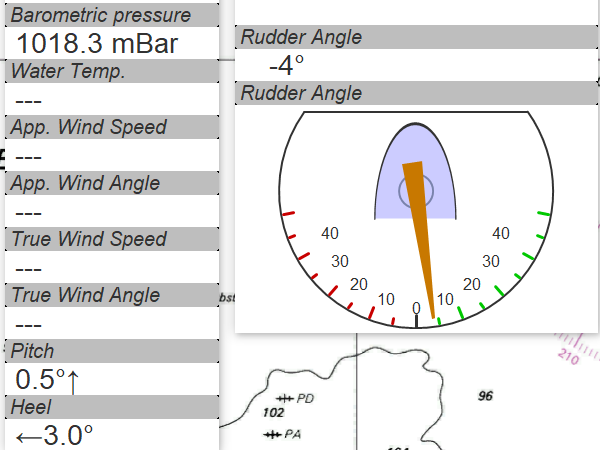 Barometric pressure
1018.3 mBar
Water Temp.
---
App. Wind Speed
---
App. Wind Angle
---
True Wind Speed
---
True Wind Angle
---
Pitch
0.5°↑
Heel
←3.0°
Rudder Angle
-4°
Rudder Angle
40 30 20 10 0 10 20 30 40
210
PD
102
PA
96